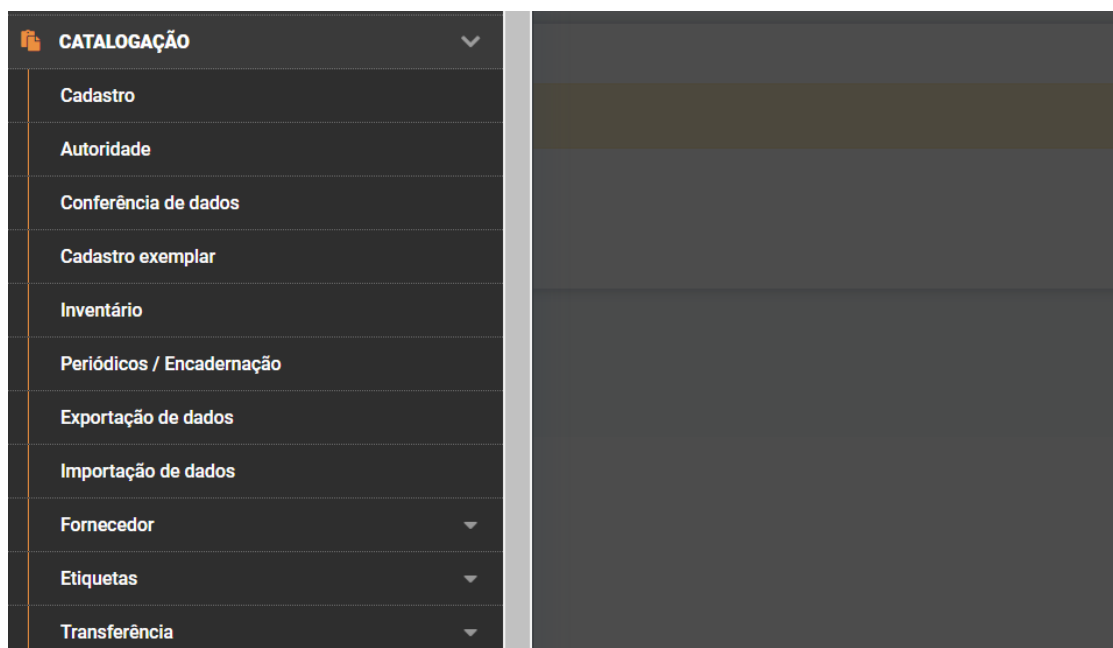 CATALOGAÇÃO
Cadastro
Autoridade
Conferência de dados
Cadastro exemplar
Inventário
Periódicos / Encadernação
Exportação de dados
Importação de dados
Fornecedor
Etiquetas
Transferência